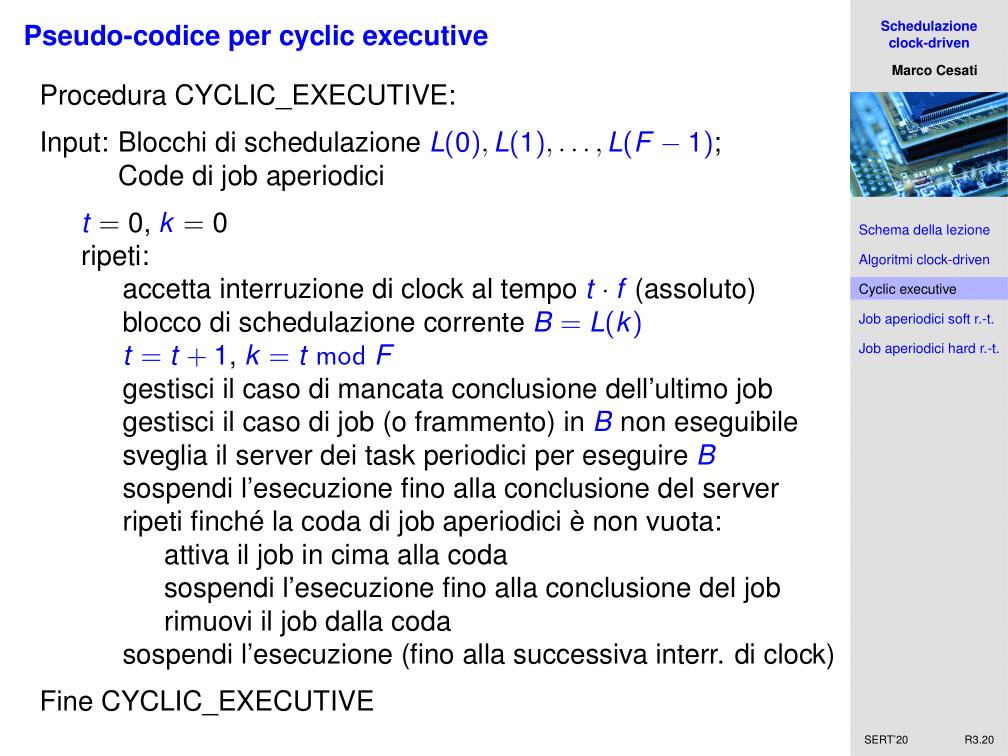 Pseudo-codice per cyclic executive
Procedura CYCLIC_EXECUTIVE:
Input: Blocchi di schedulazione L(0), L(1), . . . , L(F − 1);
Code di job aperiodici
t = 0, k = 0
ripeti:
accetta interruzione di clock al tempo t · f (assoluto)
blocco di schedulazione corrente B = L(k)
t = t + 1, k = t mod F
gestisci il caso di mancata conclusione dell’ultimo job
gestisci il caso di job (o frammento) in B non eseguibile
sveglia il server dei task periodici per eseguire B
sospendi l’esecuzione fino alla conclusione del server
ripeti finché la coda di job aperiodici è non vuota:
attiva il job in cima alla coda
sospendi l’esecuzione fino alla conclusione del job
rimuovi il job dalla coda
sospendi l’esecuzione (fino alla successiva interr. di clock)
Fine CYCLIC_EXECUTIVE
Schedulazione
clock-driven
Marco Cesati
R47 R48
Schema della lezione
Algoritmi clock-driven
Cyclic executive
Job aperiodici soft r.-t.
Job aperiodici hard r.-t.
SERT’20 R3.20